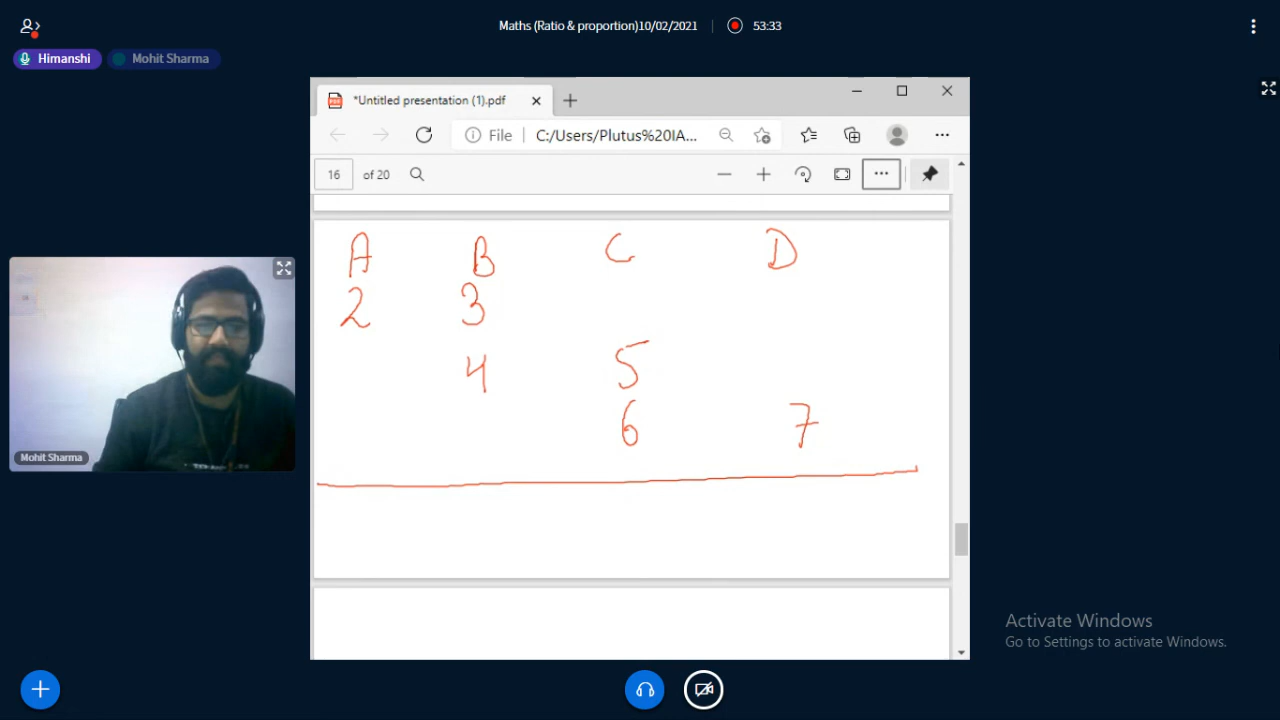 Maths (Ratio & proportion)10/02/2021 53:33
Himanshi Mohit Sharma
*Untitled presentation (1).pdf
File C:/Users/Plutus%20IA...
16 of 20
A B C D
2 3
4 5
6 7
Mohit Sharma
Activate Windows
Go to Settings to activate Windows.